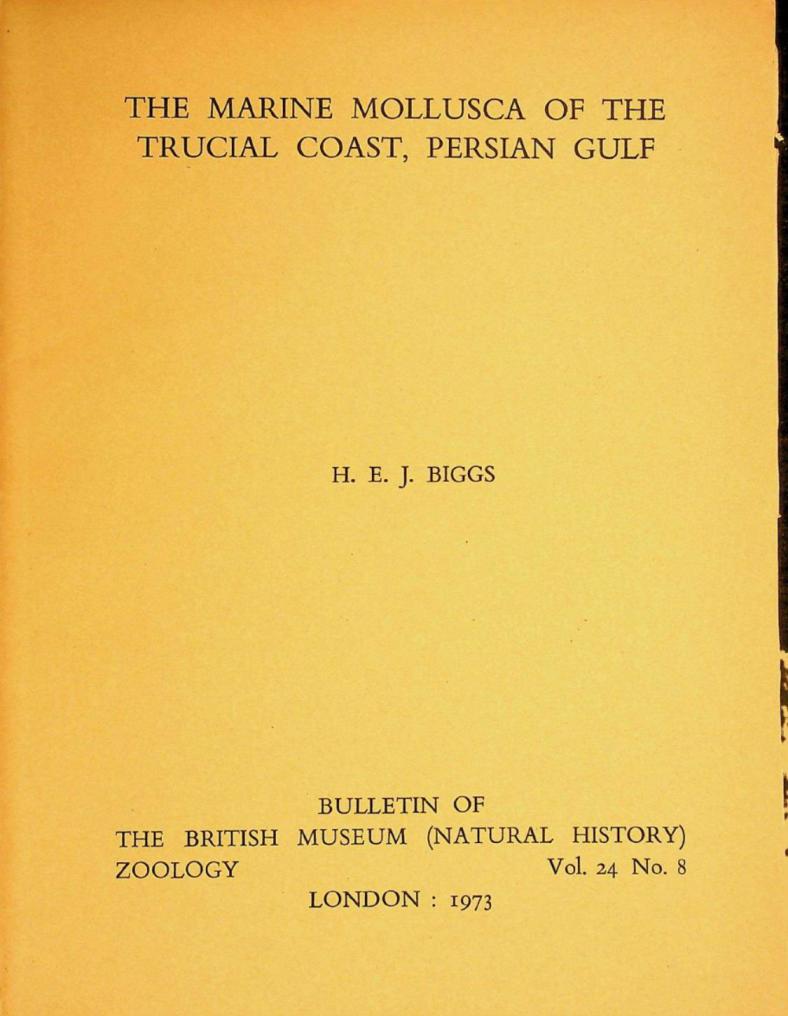 THE MARINE MOLLUSCA OF THE
TRUCIAL COAST, PERSIAN GULF
H. E. J. BIGGS
BULLETIN OF
THE BRITISH MUSEUM (NATURAL HISTORY)
ZOOLOGY Vol. 24 No. 8
LONDON : 1973